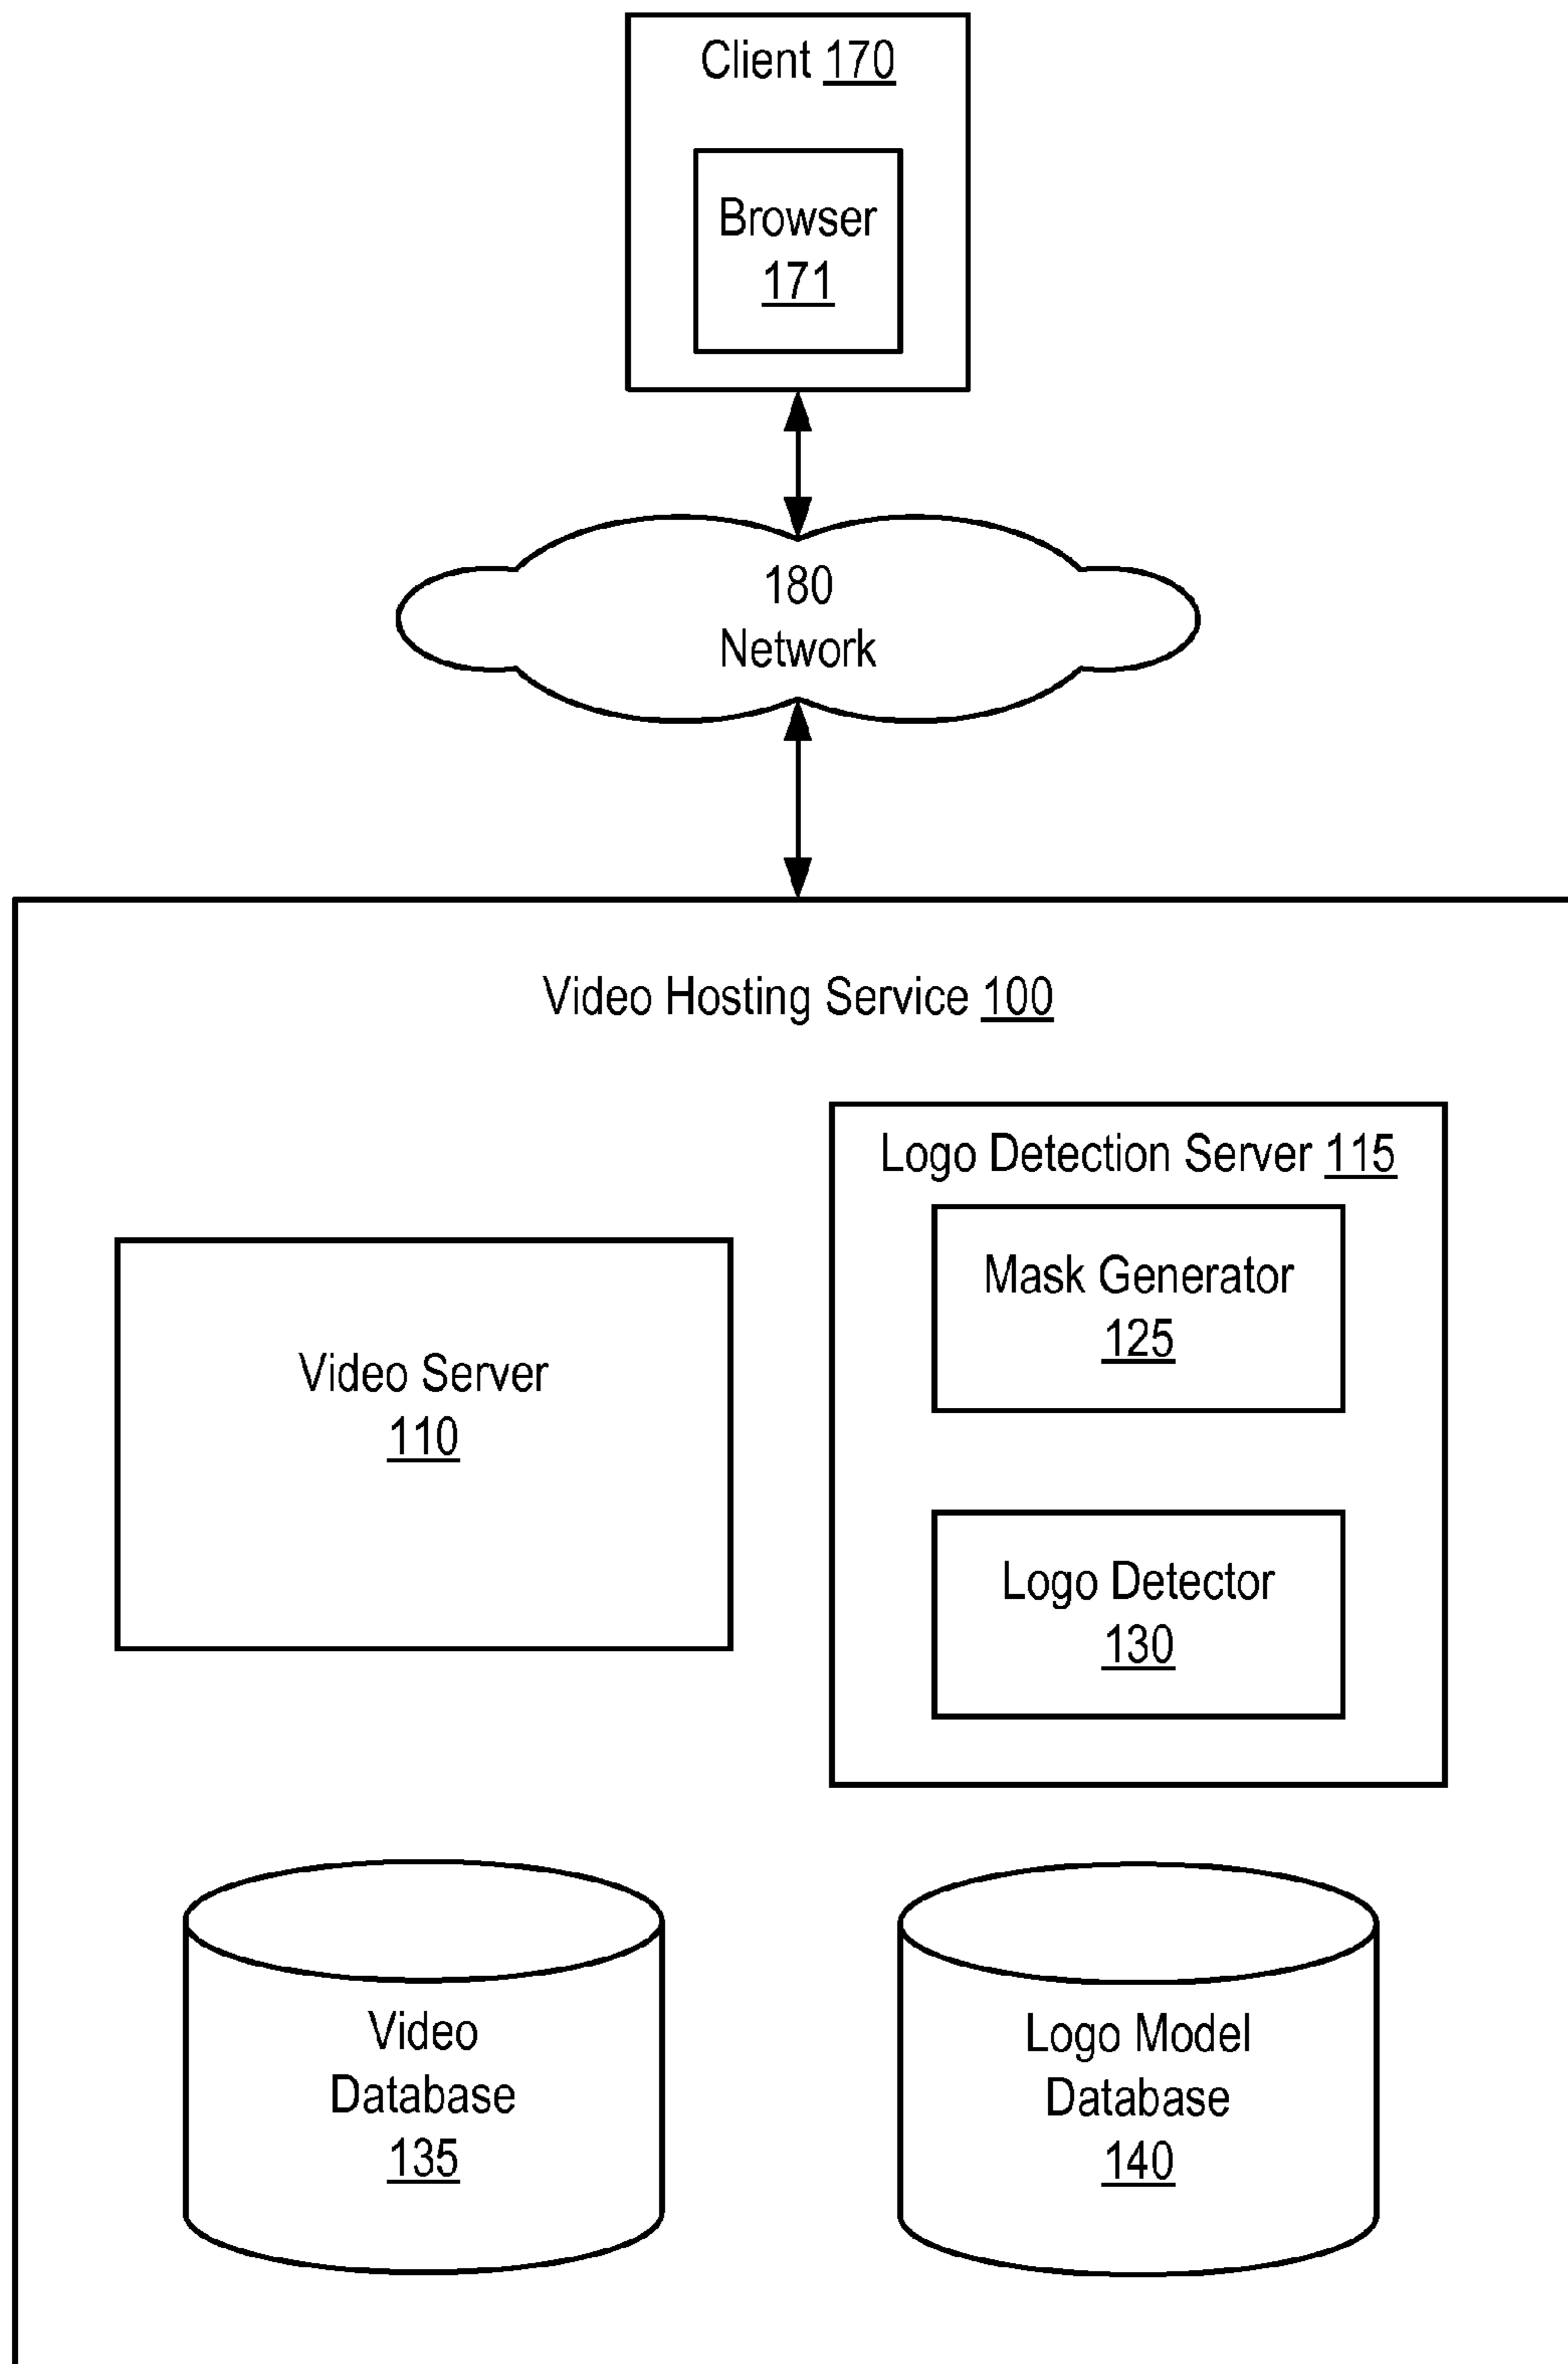 Client 170
Browser
171
180
Network
Video Hosting Service 100
Logo Detection Server 115
Mask Generator
125
Video Server
110
Logo Detector
130
Video
Database
135
Logo Model
Database
140